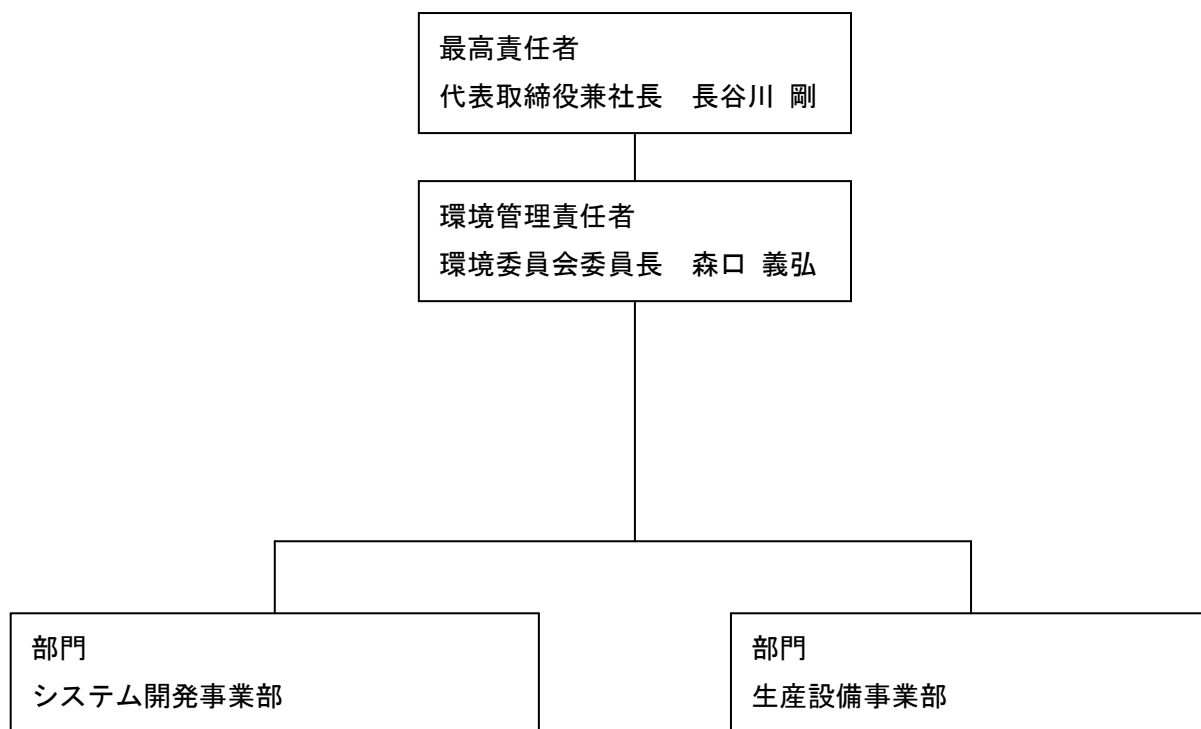 最高責任者
代表取締役兼社長　長谷川 剛
環境管理責任者
環境委員会委員長　森口 義弘
部門
システム開発事業部
部門
生産設備事業部